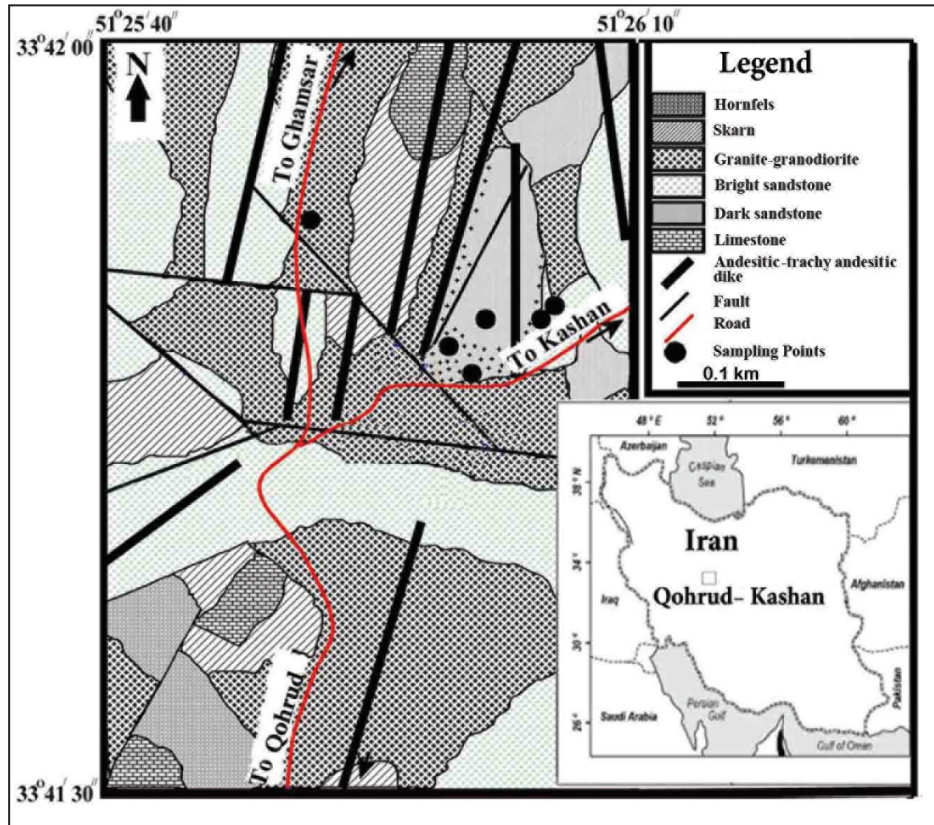 51° 25' 40"
51° 26' 10"
33° 42' 00"
N
To Ghamsar
To Kashan
To Qohrud
33° 41' 30"
Legend
Hornfels
Skarn
Granite-granodiorite
Bright sandstone
Dark sandstone
Limestone
Andesitic-trachy andesitic
dike
Fault
Road
Sampling Points
0.1 km
48° E
52
56
60
Azerbaijan
Caspian
Sea
Turkomanistan
38° N
34
30
26
Iran
Qohrud- Kashan
Iraq
Afghanistan
Pakistan
Saudi Arabia
Persian
Gulf
Gulf of Oman